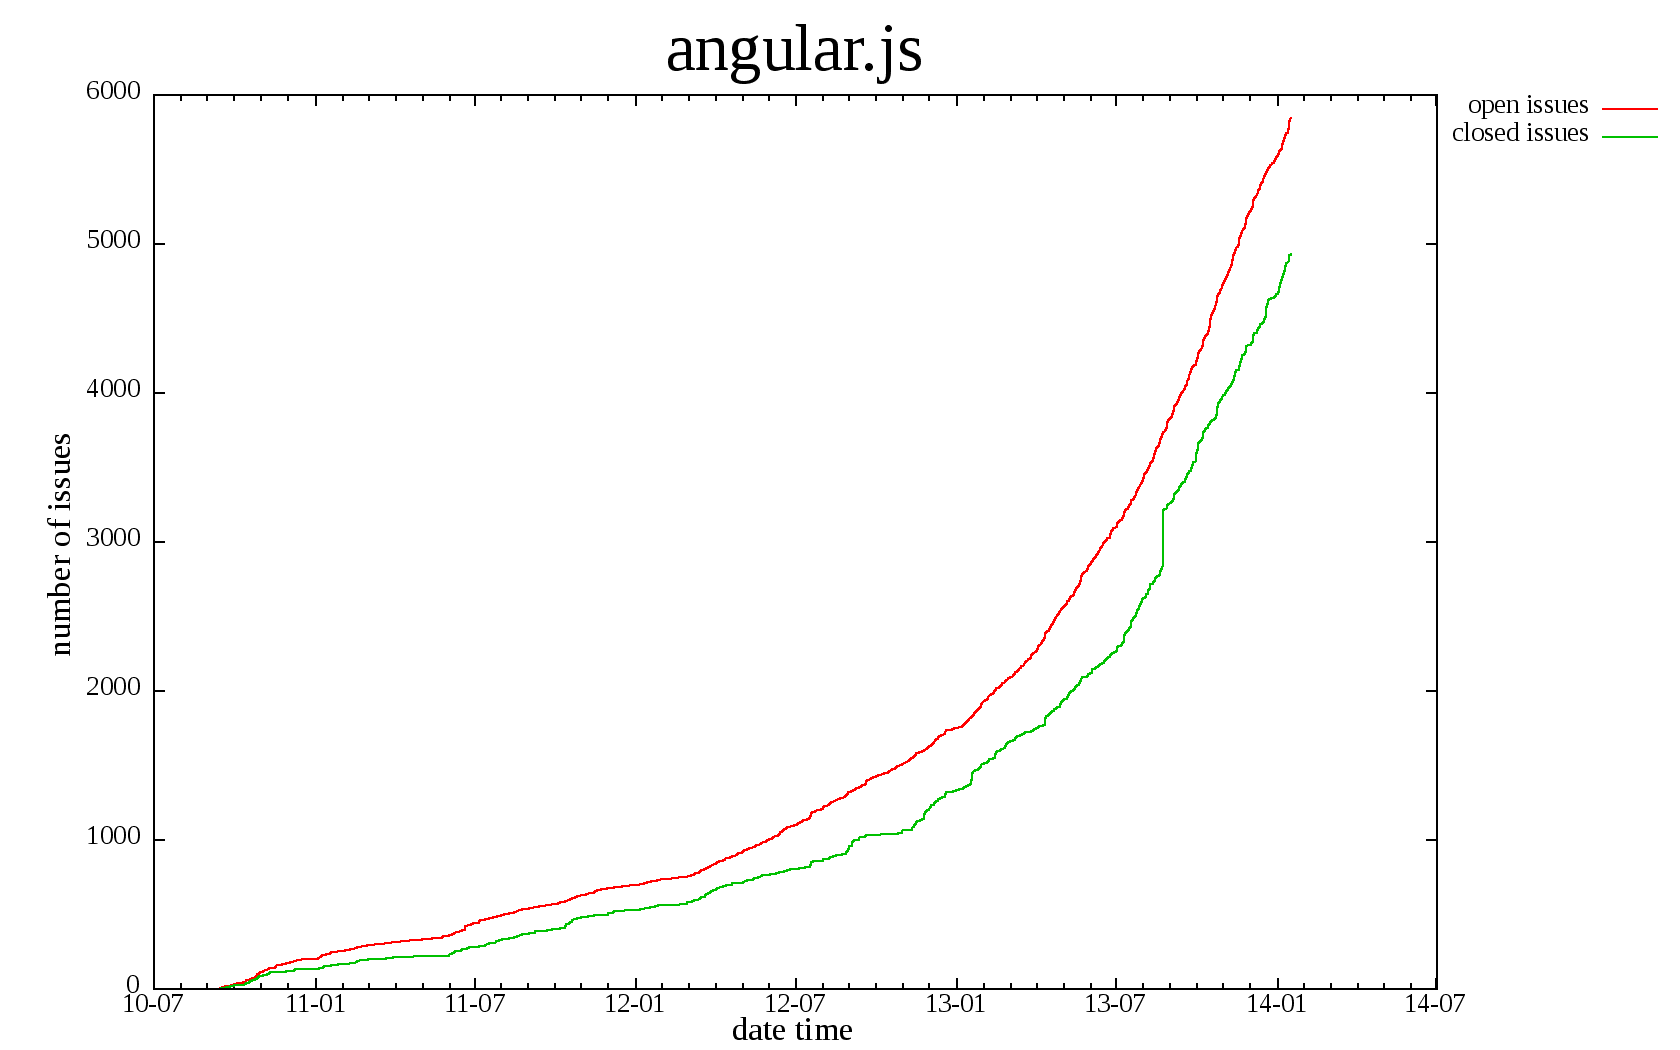 angular.js
open issues
closed issues
6000
5000
4000
3000
2000
1000
0
number of issues
10-07 11-01 11-07 12-01 12-07 13-01 13-07 14-01 14-07
date time